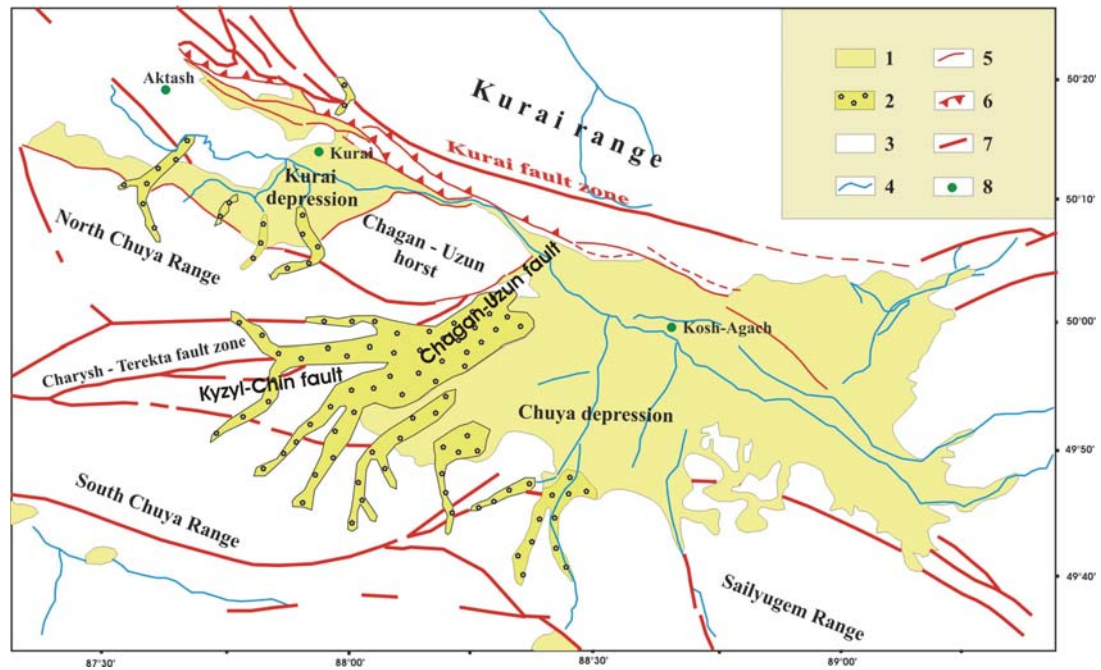 1
5
2
6
3
7
4
8
50°20'
50°10'
50°00'
49°50'
49°40'
Aktash
Kurai range
Kurai
Kurai fault zone
Kurai
depression
North Chuya Range
Chagan - Uzun
horst
Chagan-Uzun fault
Kosh-Agach
Charysh - Terekta fault zone
Kyzyl-Chin fault
Chuya depression
South Chuya Range
Sailyugem Range
87°30'
88°00'
88°30'
89°00'